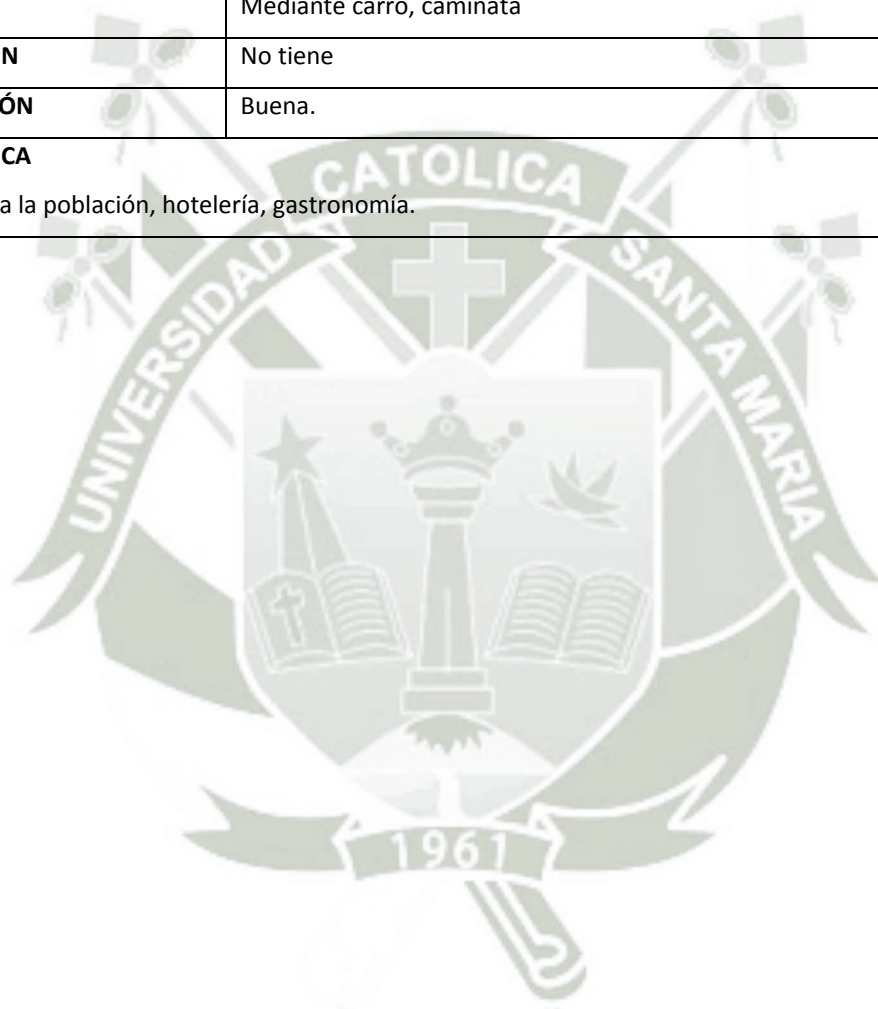 Mediante carro, caminata
N No tiene
ÓN Buena.
CA
a la población, hotelería, gastronomía.
UNIVERSIDAD CATOLICA SANTA MARIA
1961